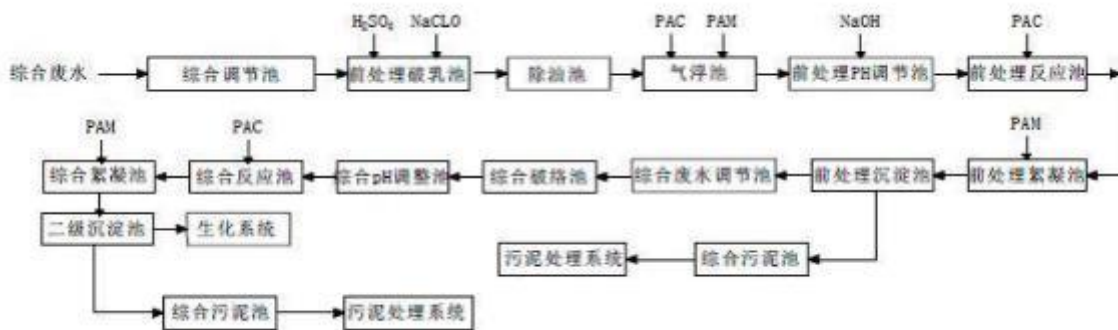 H₂SO₄ NaCLO PAC PAM NaOH PAC
综合废水 综合调节池 前处理破乳池 除油池 气浮池 前处理PH调节池 前处理反应池
PAM PAC PAM
综合絮凝池 综合反应池 综合pH调整池 综合破络池 综合废水调节池 前处理沉淀池 前处理絮凝池
二级沉淀池 生化系统
污泥处理系统 综合污泥池
综合污泥池 污泥处理系统